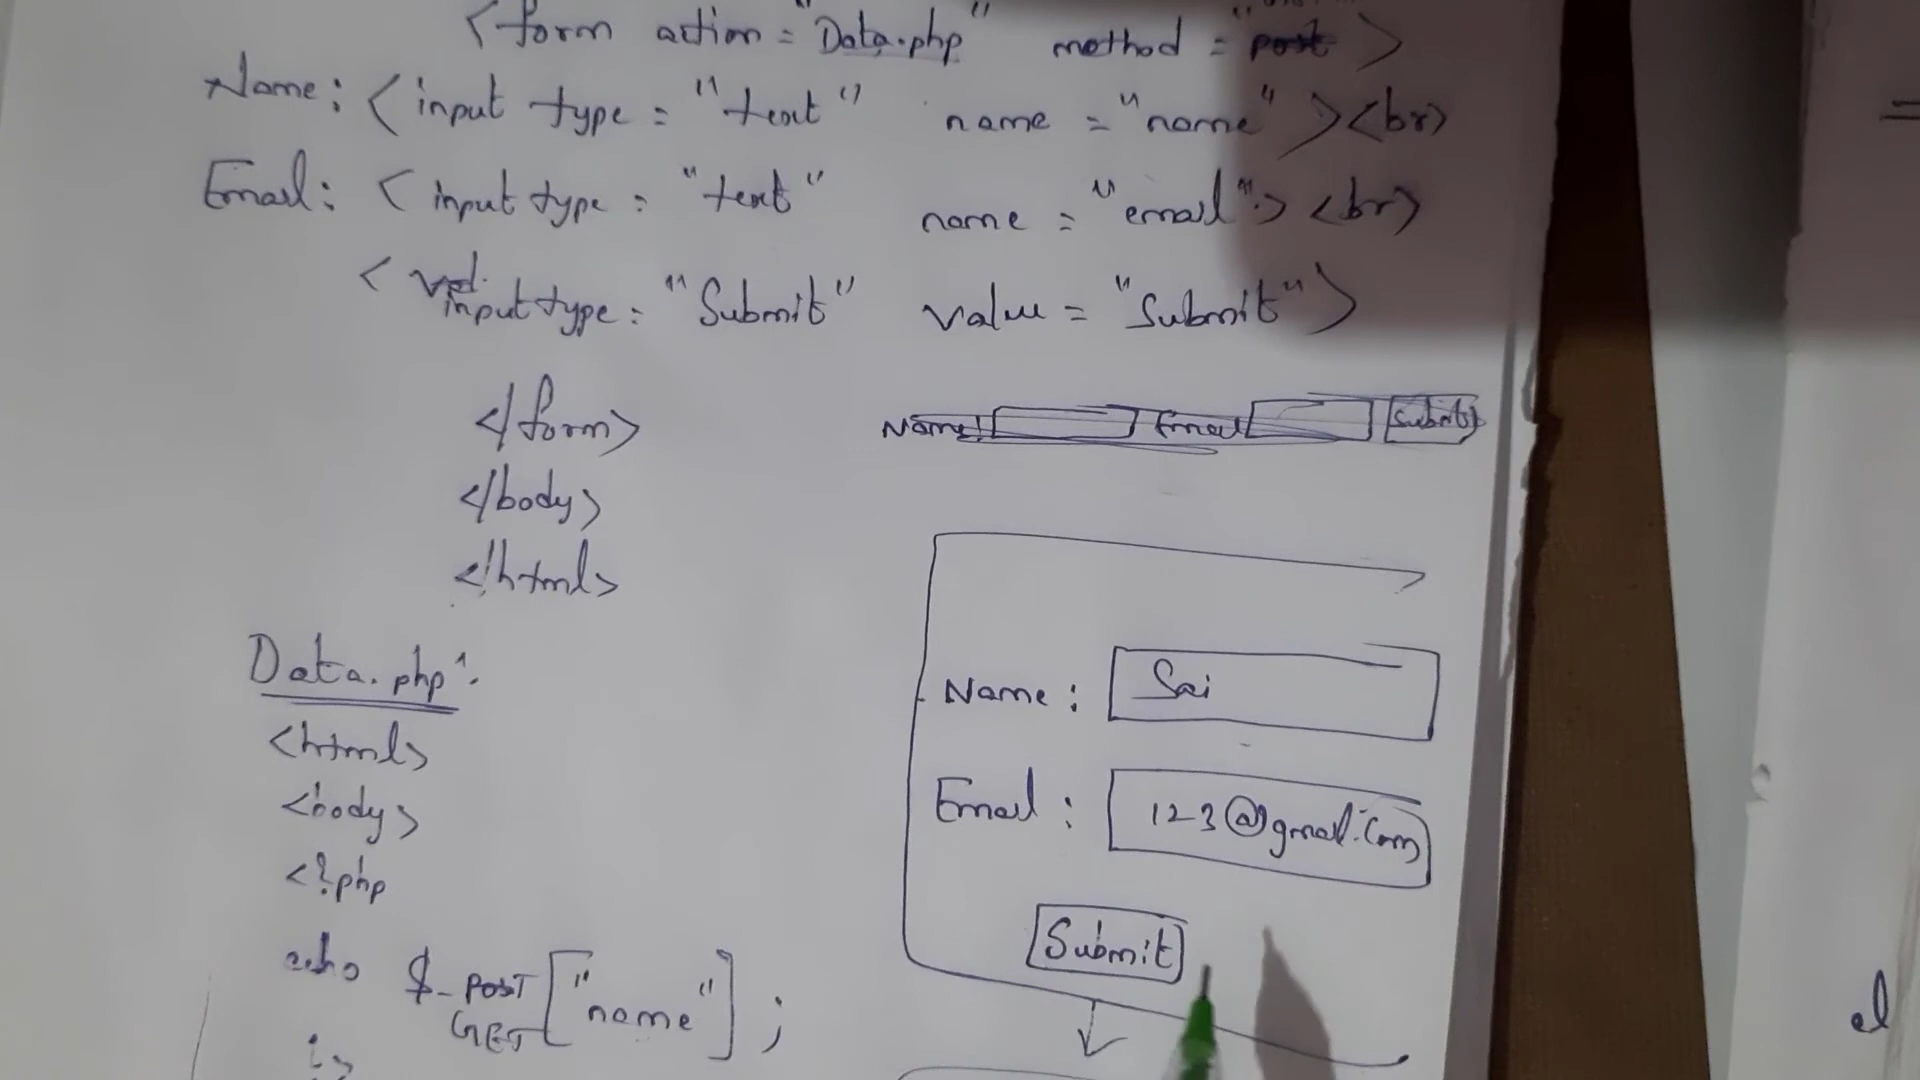 <form action = "Data.php" method = "post" >
Name: <input type = "text" name = "name" ><br>
Email: <input type = "text" name = "email"> <br>
<input type = "Submit" value = "Submit">
</form>
Name: Email Submit
</body>
</html>
Data.php:
<html>
<body>
<?php
echo $_POST ["name"] ;
GET
?>
Name : Sai
Email : 123@gmail.com
Submit
el